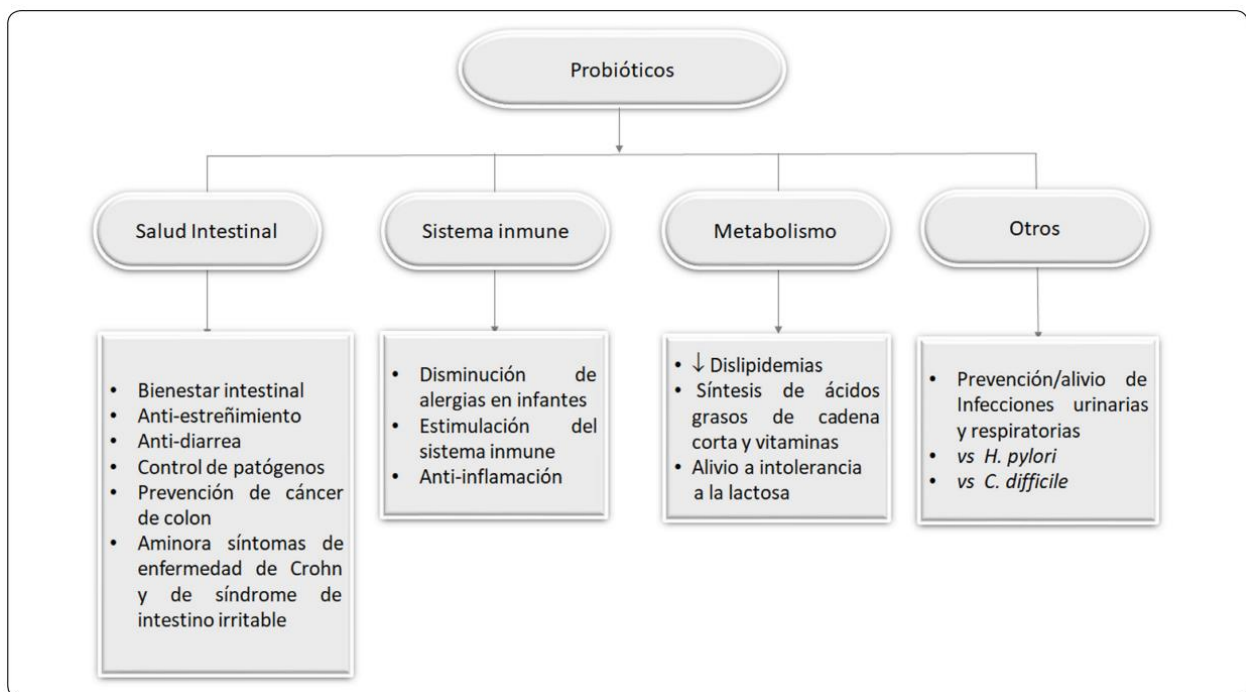 Probióticos
Salud Intestinal
Sistema inmune
Metabolismo
Otros
• Bienestar intestinal
• Anti-estreñimiento
• Anti-diarrea
• Control de patógenos
• Prevención de cáncer
de colon
• Aminora síntomas de
enfermedad de Crohn
y de síndrome de
intestino irritable
• Disminución de
alergias en infantes
• Estimulación del
sistema inmune
• Anti-inflamación
• ↓ Dislipidemias
• Síntesis de ácidos
grasos de cadena
corta y vitaminas
• Alivio a intolerancia
a la lactosa
• Prevención/alivio de
Infecciones urinarias
y respiratorias
• vs H. pylori
• vs C. difficile